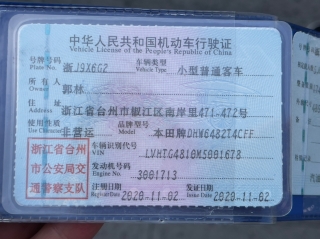 中华人民共和国机动车行驶证
Vehicle License of the People's Republic of China
号牌号码 浙J9X6G2 车辆类型 小型普通客车
Plate No. Vehicle Type
所有人 郭林
Owner
住址 浙江省台州市椒江区南岸里471-472号
Address
使用性质 非营运 品牌型号 本田牌DHW6482T4CFF
Use Character Model
浙江省台州市公安局交通警察支队
车辆识别代号 LVHTG4810M5091678
VIN
发动机号码 3001713
Engine No.
注册日期 2020-11-02 发证日期 2020-11-02
Register Date Issue Date